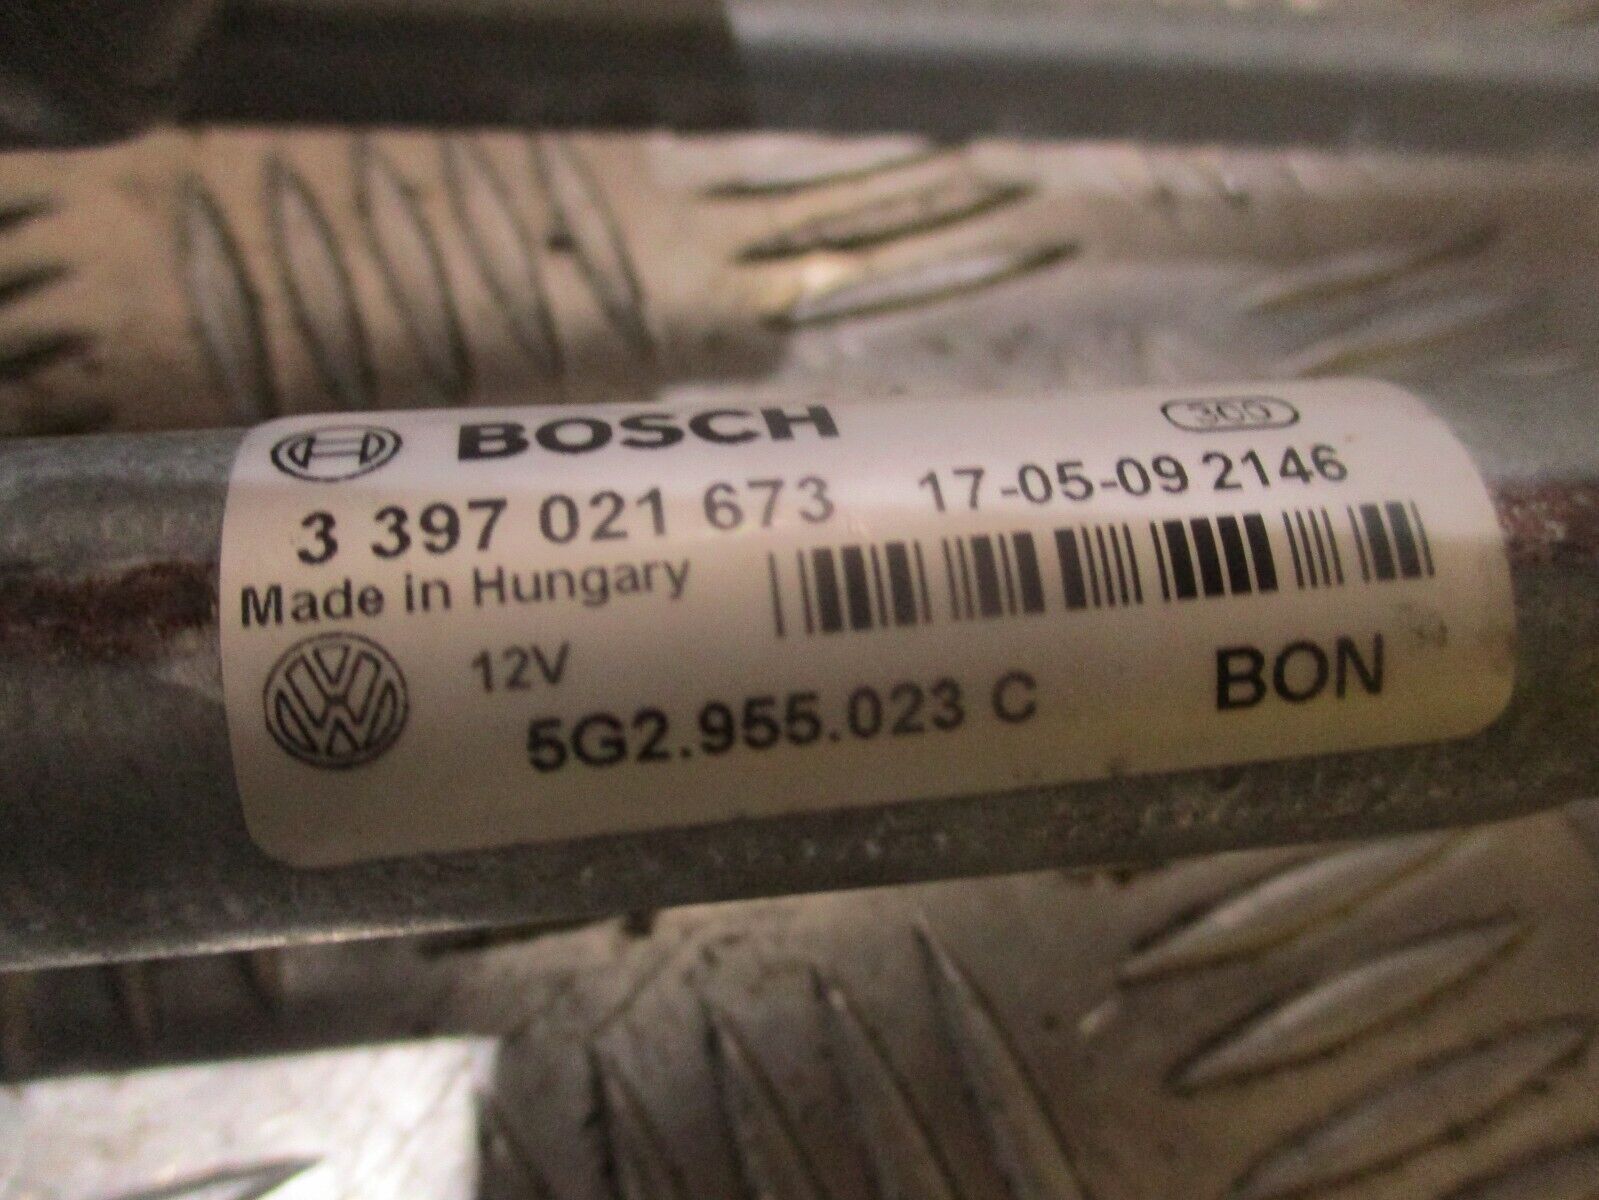 BOSCH
3 397 021 673 17-05-09 2146
Made in Hungary
12V
5G2.955.023 C BON